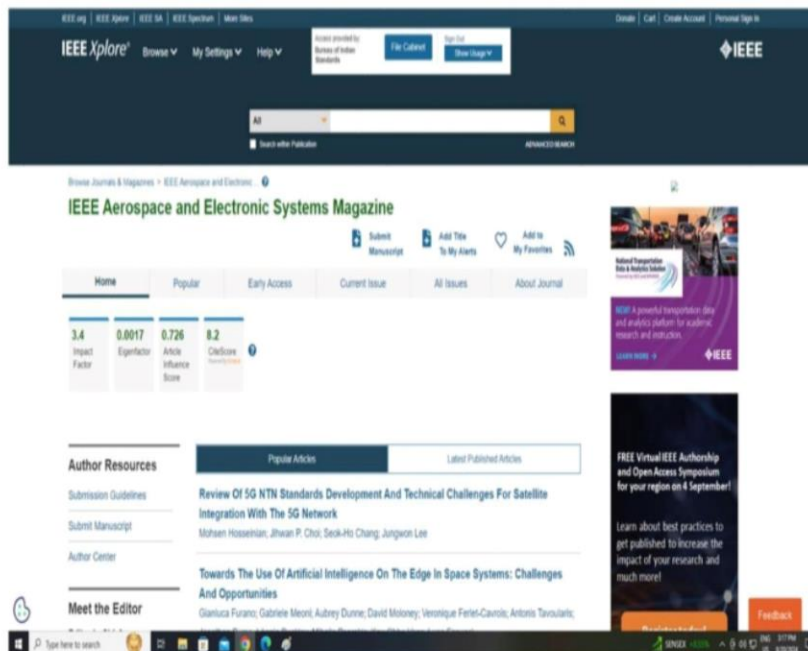 IEEE.org IEEE Xplore IEEE SA IEEE Spectrum More Sites
Donate Cart Create Account Personal Sign In
IEEE Xplore® Browse My Settings Help
Access provided by:
Bureau of Indian
Standards
File Cabinet
Sign Out
Show Usage
IEEE
All
Search within Publication
ADVANCED SEARCH
Browse Journals & Magazines > IEEE Aerospace and Electronic...
IEEE Aerospace and Electronic Systems Magazine
Submit
Manuscript
Add Title
To My Alerts
Add to
My Favorites
Home Popular Early Access Current Issue All Issues About Journal
3.4
Impact
Factor
0.0017
Eigenfactor
0.726
Article
Influence
Score
8.2
CiteScore
Author Resources
Submission Guidelines
Submit Manuscript
Author Center
Meet the Editor
Popular Articles
Latest Published Articles
Review Of 5G NTN Standards Development And Technical Challenges For Satellite
Integration With The 5G Network
Mohsen Hosseinian; Jihwan P. Choi; Seok-Ho Chang; Jungwon Lee
Towards The Use Of Artificial Intelligence On The Edge In Space Systems: Challenges
And Opportunities
Gianluca Furano; Gabriele Meoni; Aubrey Dunne; David Moloney; Veronique Ferlet-Cavrois; Antonis Tavoularis;
National Transportation
Data & Analytics Solution
NEW! A powerful transportation data
and analytics platform for academic
research and instruction.
LEARN MORE
IEEE
FREE Virtual IEEE Authorship
and Open Access Symposium
for your region on 4 September!
Learn about best practices to
get published to increase the
impact of your research and
much more!
Register today!
Feedback
Type here to search
SENSEX
ENG
3:17 PM